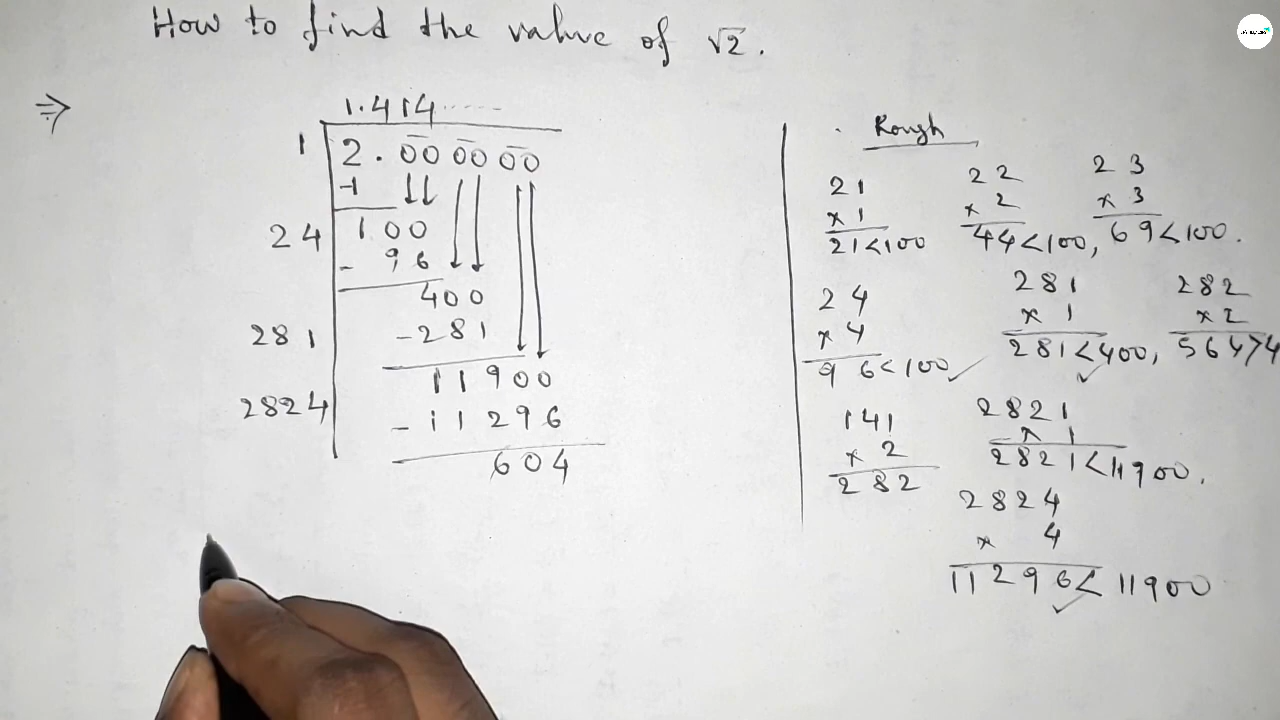 How to find the value of √2.
⇒
1.414......
1 2.00 00 00
-1
24 100
- 96
400
281 -281
11900
2824 -11296
604
Rough
21 22 23
x 1 x 2 x 3
21<100 44<100, 69<100.
24 281 282
x 4 x 1 x 2
96<100 ✓ 281<400, ✓ 564>4
141 2821
x 2 x 1
282 2821<11900.
2824
x 4
11296< 11900 ✓